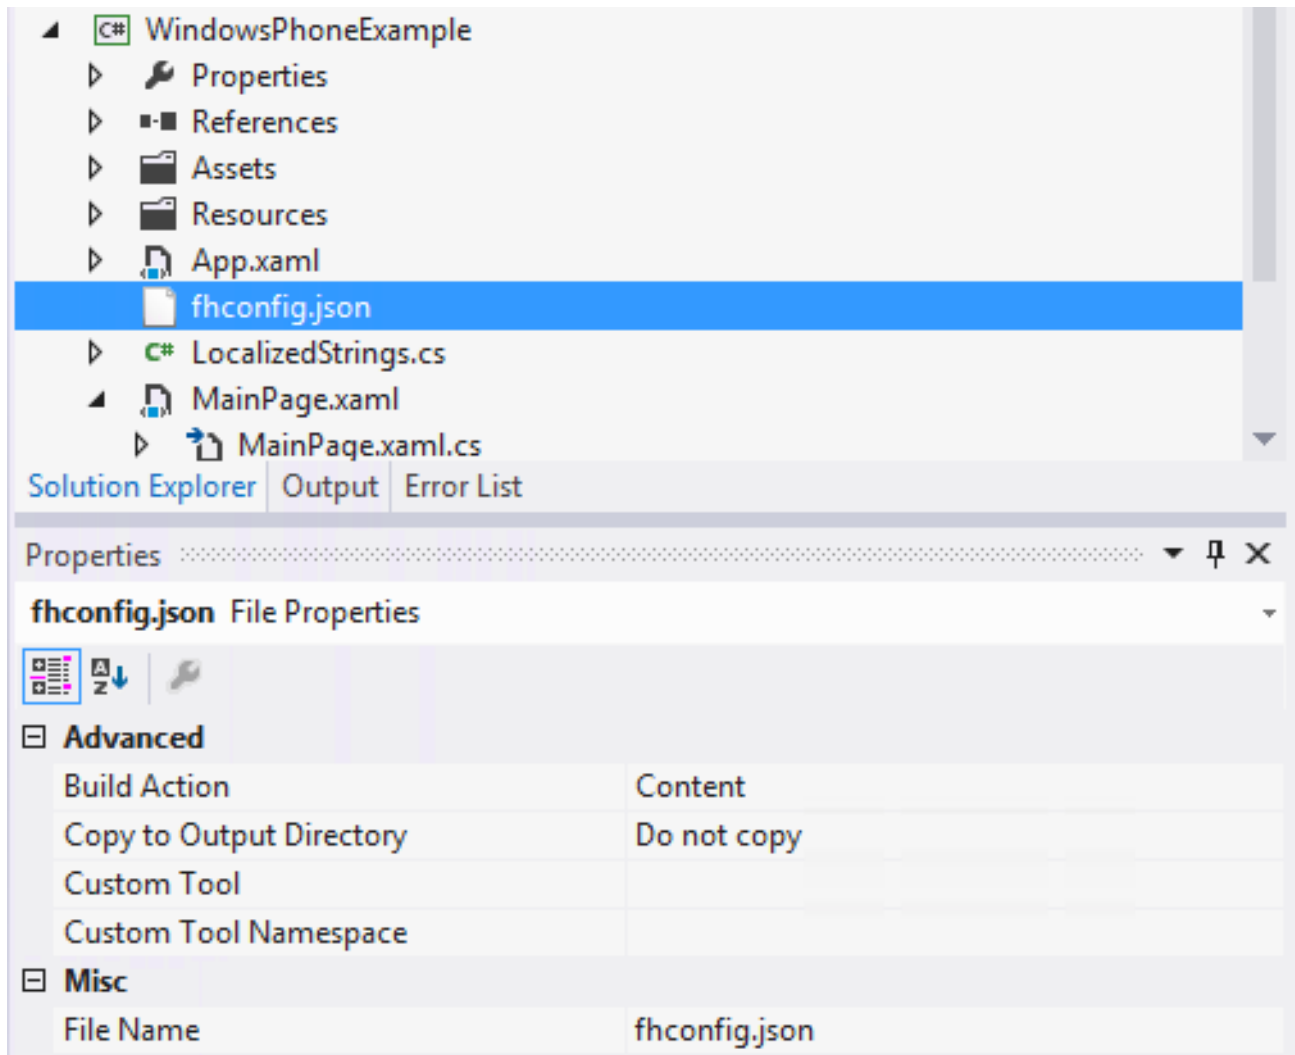 C# WindowsPhoneExample
Properties
References
Assets
Resources
App.xaml
fhconfig.json
C# LocalizedStrings.cs
MainPage.xaml
MainPage.xaml.cs
Solution Explorer Output Error List
Properties
fhconfig.json File Properties
AZ
Advanced
Build Action Content
Copy to Output Directory Do not copy
Custom Tool
Custom Tool Namespace
Misc
File Name fhconfig.json